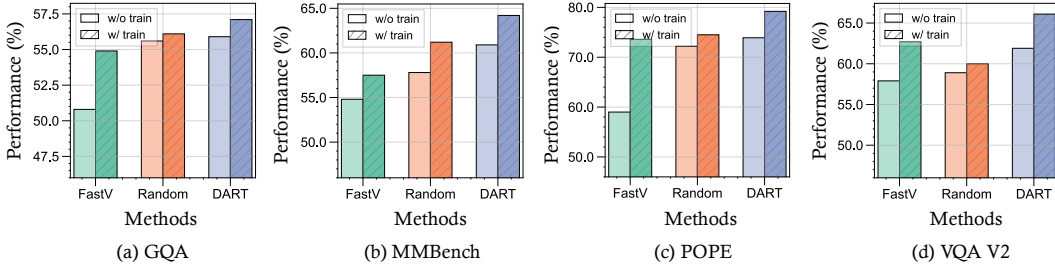 Performance (%)
57.5
55.0
52.5
50.0
47.5
w/o train
w/ train
FastV Random DART
Methods
(a) GQA
Performance (%)
65.0
60.0
55.0
50.0
w/o train
w/ train
FastV Random DART
Methods
(b) MMBench
Performance (%)
80.0
70.0
60.0
50.0
w/o train
w/ train
FastV Random DART
Methods
(c) POPE
Performance (%)
65.0
60.0
55.0
50.0
w/o train
w/ train
FastV Random DART
Methods
(d) VQA V2